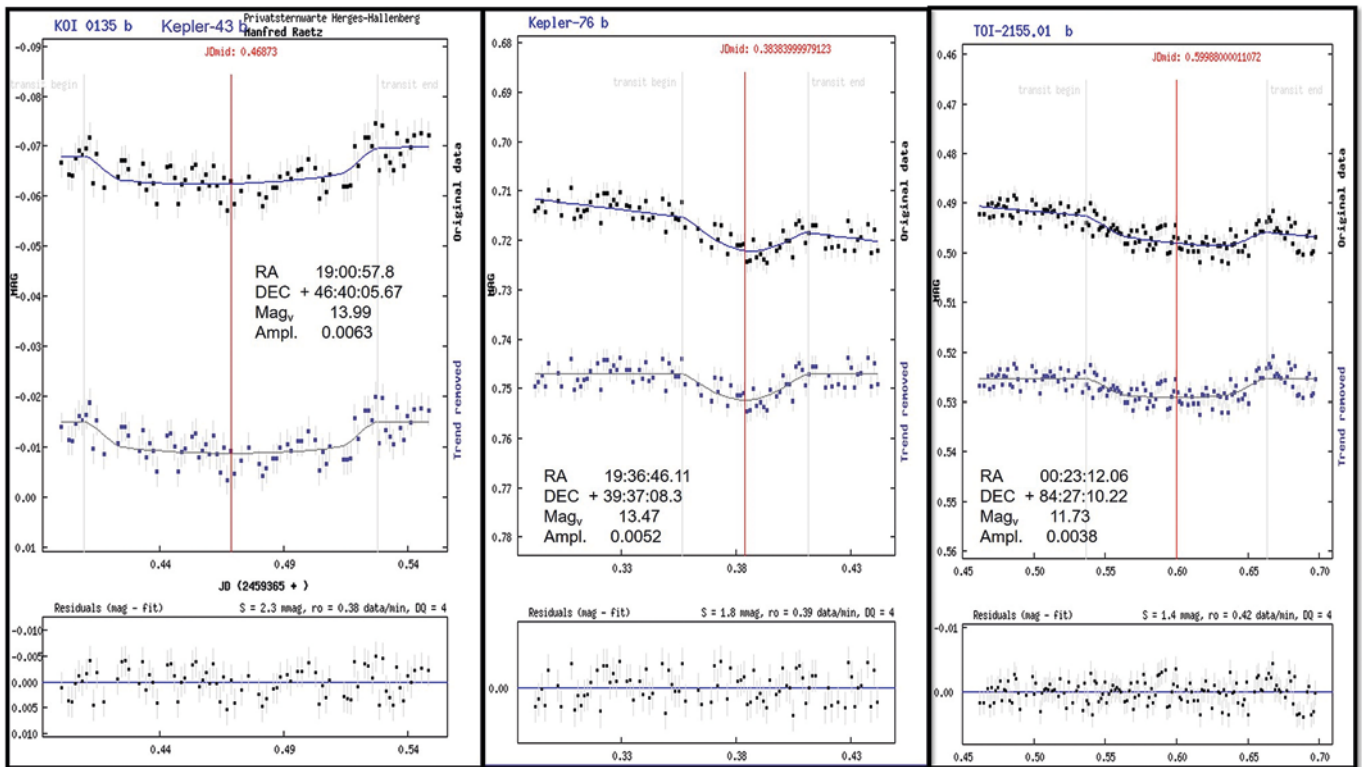 KOI 0135 b Kepler-43 b
Privatsternwarte Herges-Hallenberg
Manfred Raetz
JDmid: 0.46873
transit begin
transit end
-0.09
-0.08
-0.07
-0.06
-0.05
-0.04
-0.03
-0.02
-0.01
0.00
0.01
MAG
Original data
Trend removed
RA 19:00:57.8
DEC + 46:40:05.67
Magv 13.99
Ampl. 0.0063
0.44 0.49 0.54
JD (2459365 + )
Residuals (mag - fit) S = 2.3 mmag, ro = 0.38 data/min, DQ = 4
-0.010
-0.005
0.000
0.005
0.010
0.44 0.49 0.54
Kepler-76 b
JDmid: 0.38383999979123
transit begin
transit end
0.68
0.69
0.70
0.71
0.72
0.73
0.74
0.75
0.76
0.77
0.78
MAG
Original data
Trend removed
RA 19:36:46.11
DEC + 39:37:08.3
Magv 13.47
Ampl. 0.0052
0.33 0.38 0.43
Residuals (mag - fit) S = 1.8 mmag, ro = 0.39 data/min, DQ = 4
0.00
0.33 0.38 0.43
TOI-2155.01 b
JDmid: 0.59988000011072
transit begin
transit end
0.46
0.47
0.48
0.49
0.50
0.51
0.52
0.53
0.54
0.55
0.56
MAG
Original data
Trend removed
RA 00:23:12.06
DEC + 84:27:10.22
Magv 11.73
Ampl. 0.0038
0.45 0.50 0.55 0.60 0.65 0.70
Residuals (mag - fit) S = 1.4 mmag, ro = 0.42 data/min, DQ = 4
-0.01
0.00
0.45 0.50 0.55 0.60 0.65 0.70